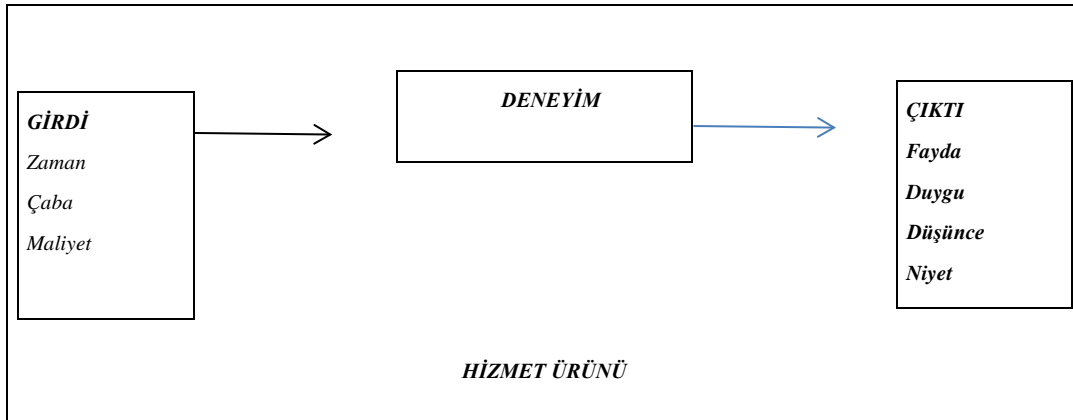 GİRDİ
Zaman
Çaba
Maliyet
DENEYİM
ÇIKTI
Fayda
Duygu
Düşünce
Niyet
HİZMET ÜRÜNÜ